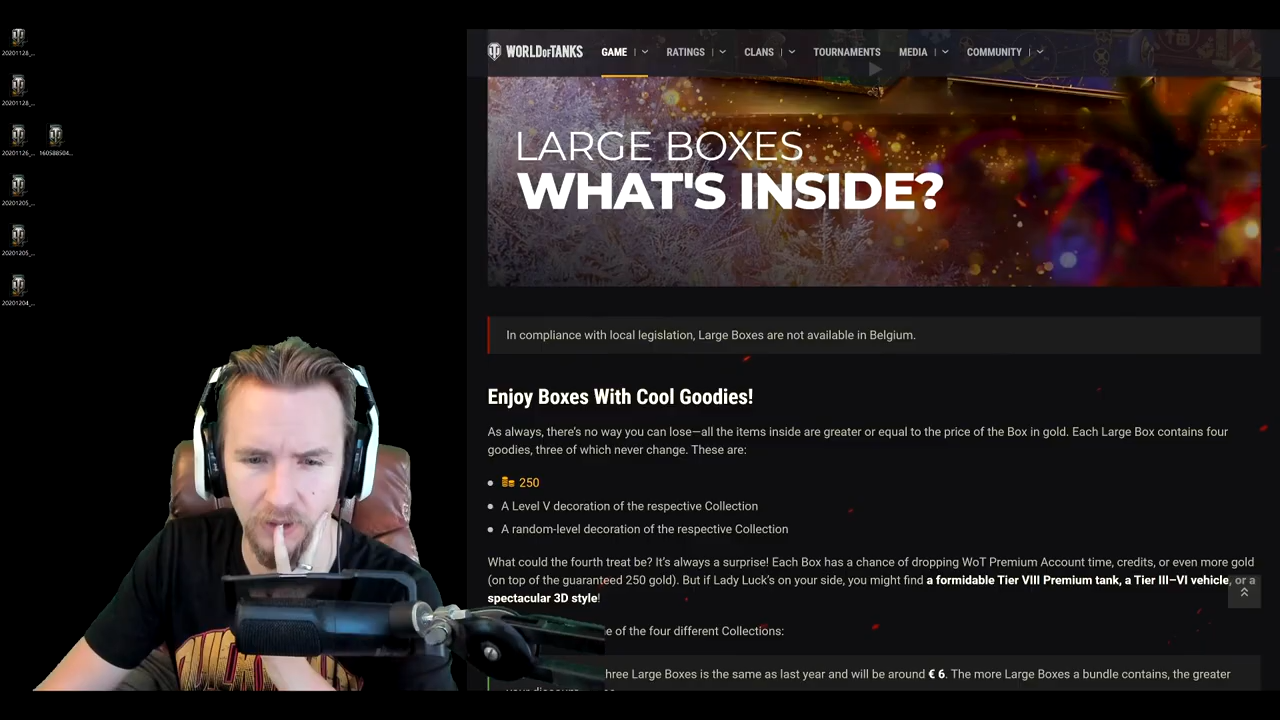 WORLD OF TANKS GAME RATINGS CLANS TOURNAMENTS MEDIA COMMUNITY
20201128_...
20201128_...
20201126_... 160588504...
20201205_...
20201205_...
20201204_...
LARGE BOXES
WHAT'S INSIDE?
In compliance with local legislation, Large Boxes are not available in Belgium.
Enjoy Boxes With Cool Goodies!
As always, there's no way you can lose—all the items inside are greater or equal to the price of the Box in gold. Each Large Box contains four
goodies, three of which never change. These are:
250
A Level V decoration of the respective Collection
A random-level decoration of the respective Collection
What could the fourth treat be? It's always a surprise! Each Box has a chance of dropping WoT Premium Account time, credits, or even more gold
(on top of the guaranteed 250 gold). But if Lady Luck's on your side, you might find a formidable Tier VIII Premium tank, a Tier III–VI vehicle, or a
spectacular 3D style!
of the four different Collections:
Large Boxes is the same as last year and will be around € 6. The more Large Boxes a bundle contains, the greater